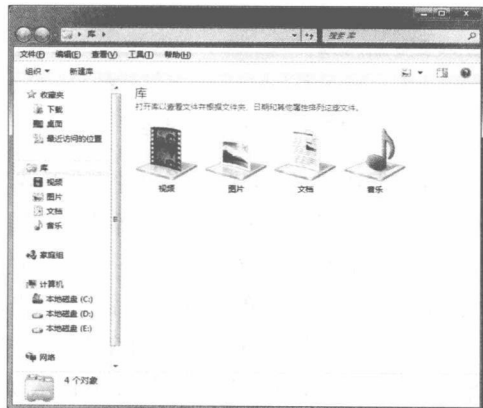 库
搜索 库
文件(F) 编辑(E) 查看(V) 工具(T) 帮助(H)
组织 新建库
收藏夹
下载
桌面
最近访问的位置
库
视频
图片
文档
音乐
家庭组
计算机
本地磁盘 (C:)
本地磁盘 (D:)
本地磁盘 (E:)
网络
库
打开库以查看文件并根据文件夹、日期和其他属性排列这些文件。
视频
图片
文档
音乐
4 个对象